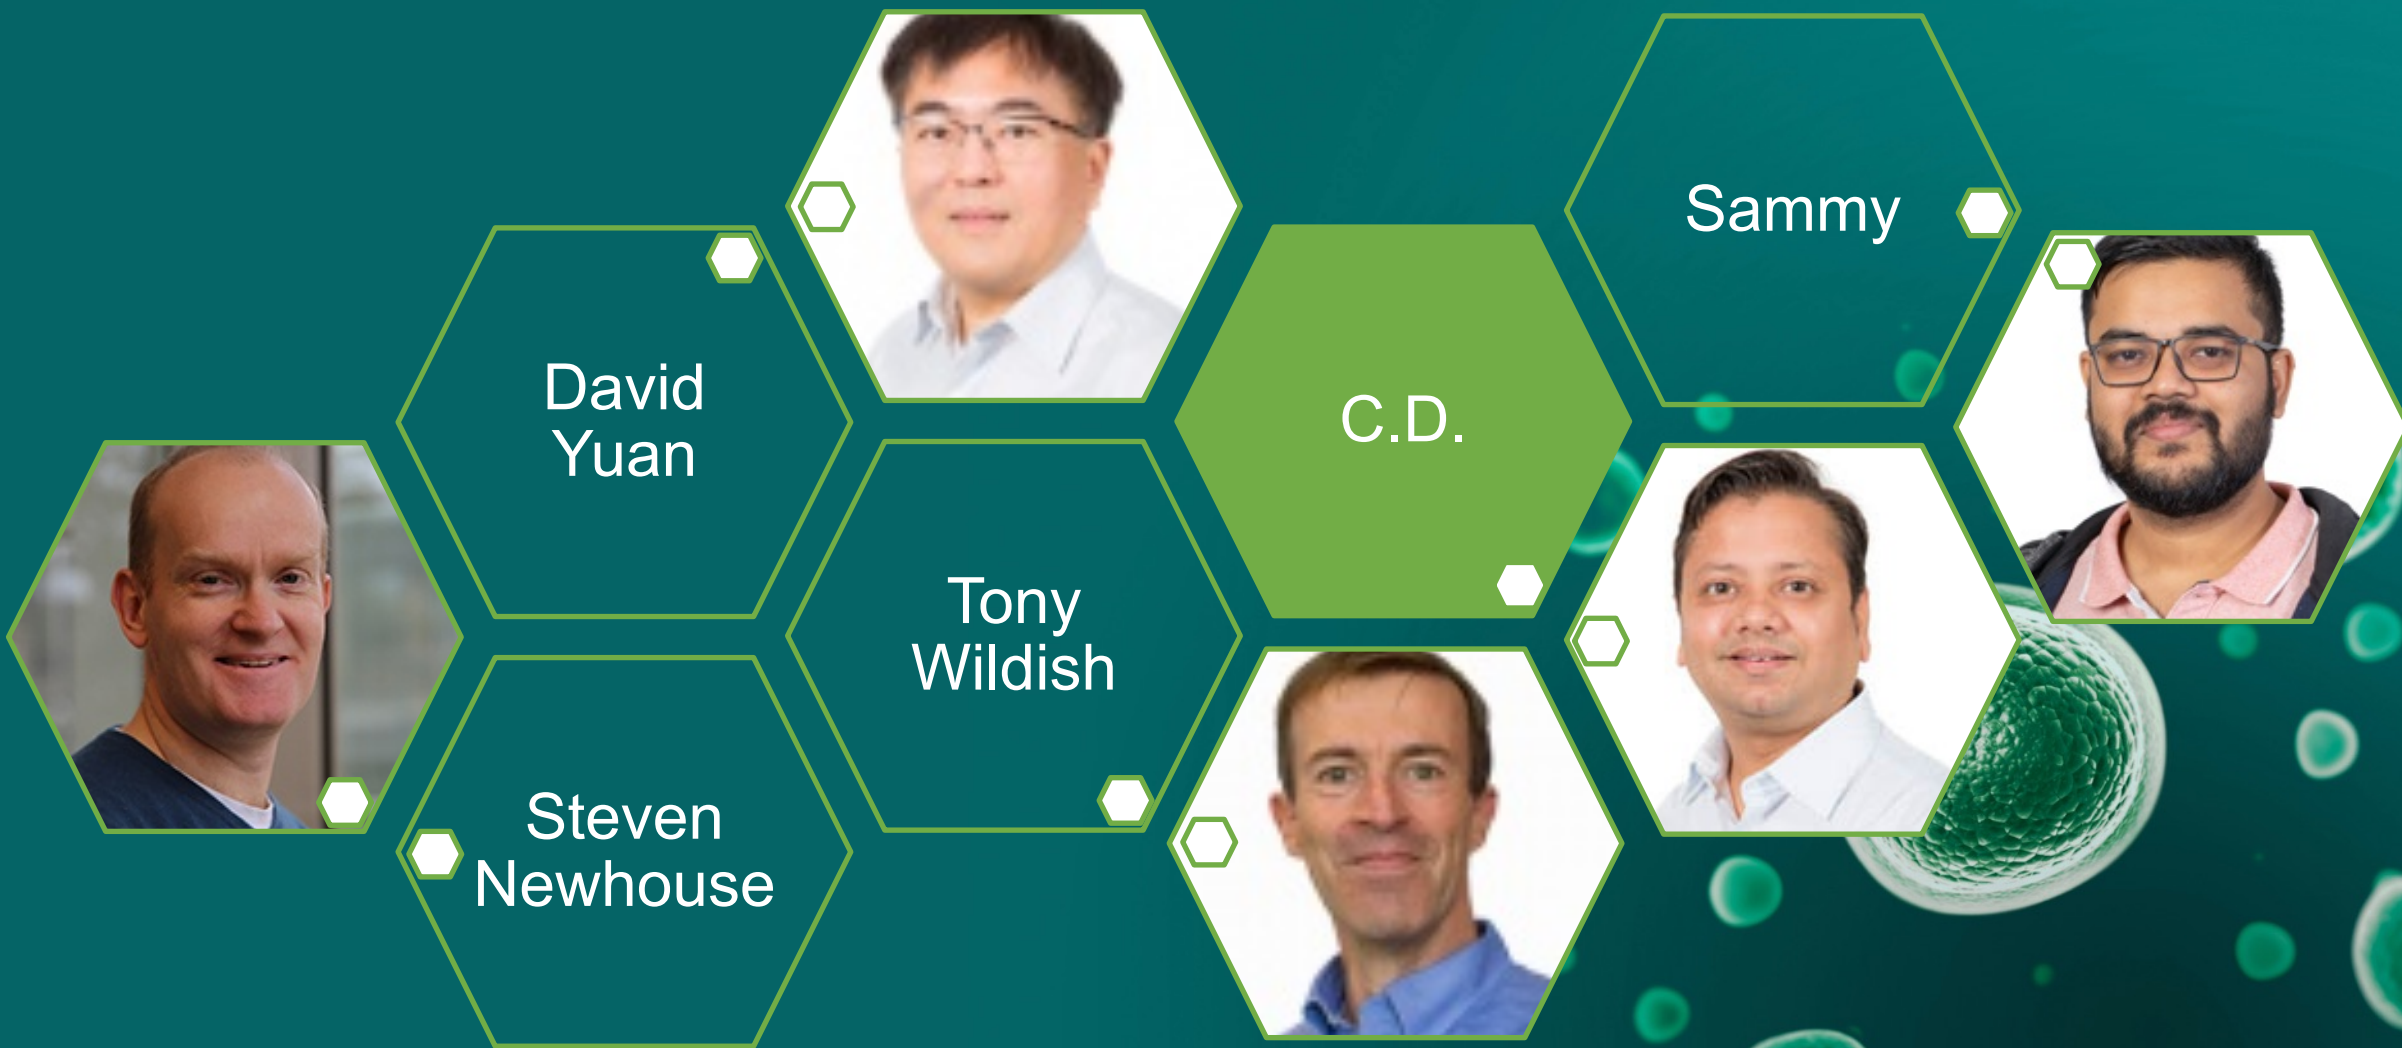 David
Yuan
Steven
Newhouse
Tony
Wildish
C.D.
Sammy